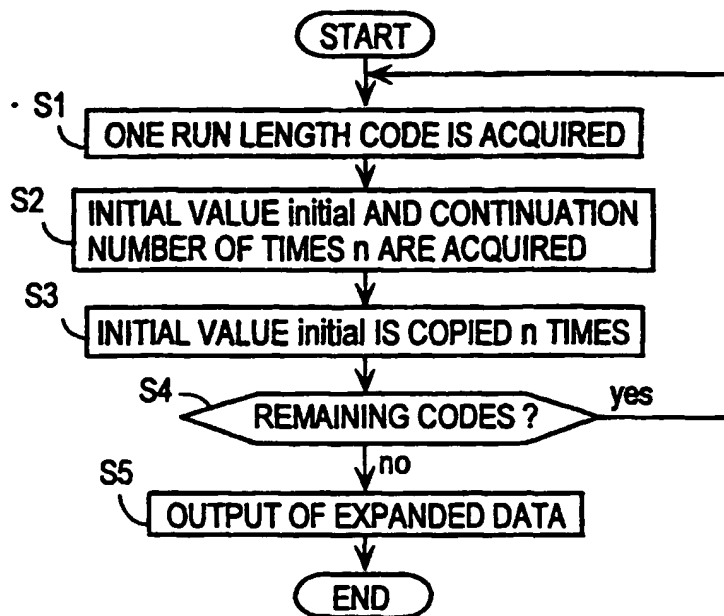 START
S1
ONE RUN LENGTH CODE IS ACQUIRED
S2
INITIAL VALUE initial AND CONTINUATION
NUMBER OF TIMES n ARE ACQUIRED
S3
INITIAL VALUE initial IS COPIED n TIMES
S4
REMAINING CODES ?
yes
no
S5
OUTPUT OF EXPANDED DATA
END